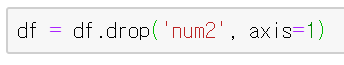 df = df.drop('num2', axis=1)